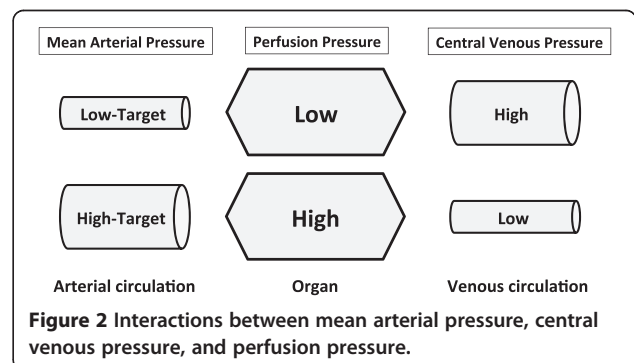 Mean Arterial Pressure Perfusion Pressure Central Venous Pressure
Low-Target Low High
High-Target High Low
Arterial circulation Organ Venous circulation
Figure 2 Interactions between mean arterial pressure, central
venous pressure, and perfusion pressure.